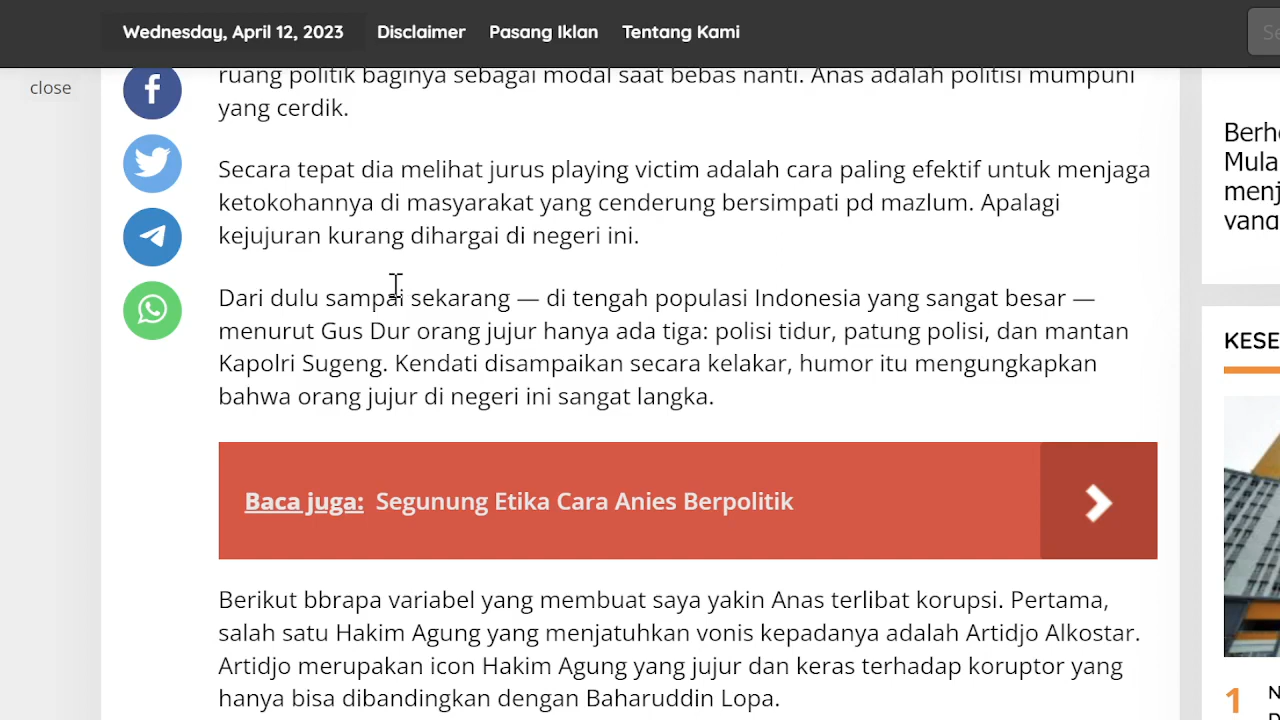 Wednesday, April 12, 2023 Disclaimer Pasang Iklan Tentang Kami
close
ruang politik baginya sebagai modal saat bebas nanti. Anas adalah politisi mumpuni
yang cerdik.
Secara tepat dia melihat jurus playing victim adalah cara paling efektif untuk menjaga
ketokohannya di masyarakat yang cenderung bersimpati pd mazlum. Apalagi
kejujuran kurang dihargai di negeri ini.
Dari dulu sampai sekarang — di tengah populasi Indonesia yang sangat besar —
menurut Gus Dur orang jujur hanya ada tiga: polisi tidur, patung polisi, dan mantan
Kapolri Sugeng. Kendati disampaikan secara kelakar, humor itu mengungkapkan
bahwa orang jujur di negeri ini sangat langka.
Baca juga: Segunung Etika Cara Anies Berpolitik
Berikut bbrapa variabel yang membuat saya yakin Anas terlibat korupsi. Pertama,
salah satu Hakim Agung yang menjatuhkan vonis kepadanya adalah Artidjo Alkostar.
Artidjo merupakan icon Hakim Agung yang jujur dan keras terhadap koruptor yang
hanya bisa dibandingkan dengan Baharuddin Lopa.
Berh
Mula
menj
yang
KESE
1